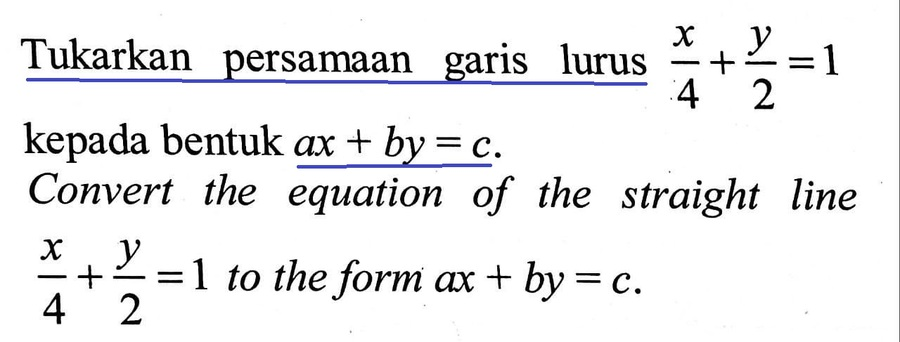 Tukarkan persamaan garis lurus x/4 + y/2 = 1
kepada bentuk ax + by = c.
Convert the equation of the straight line
x/4 + y/2 = 1 to the form ax + by = c.